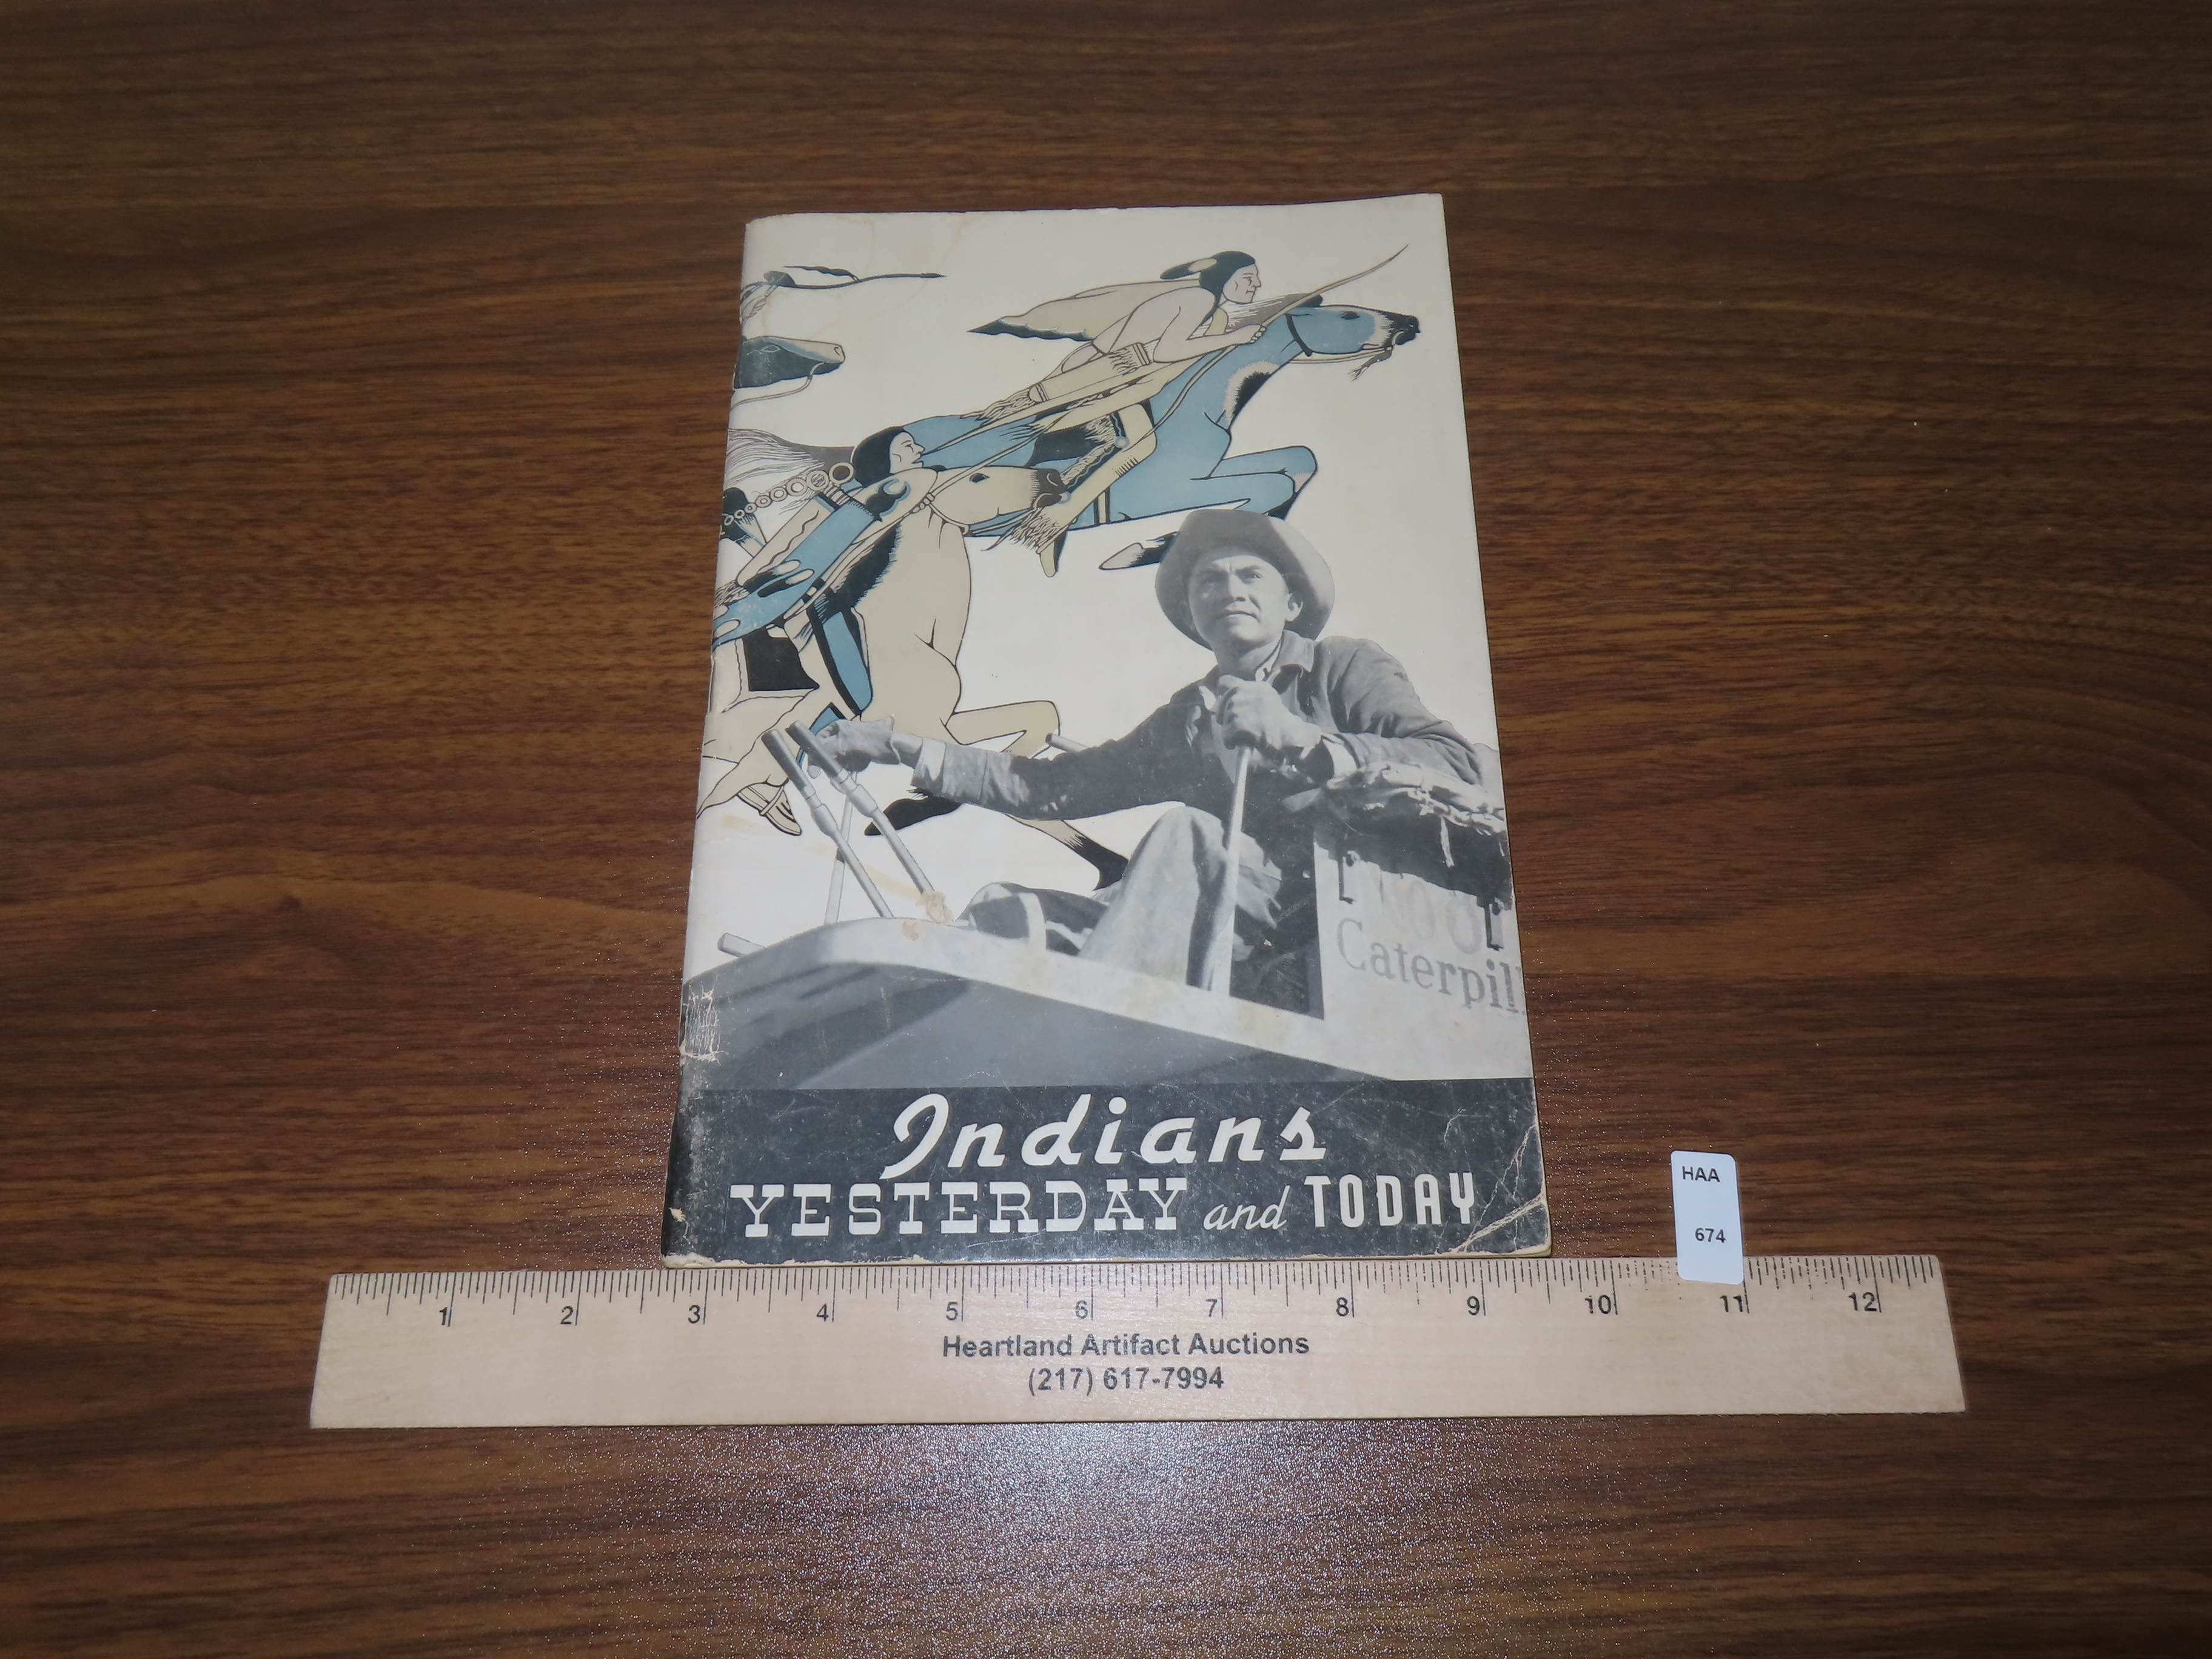 Caterpill
Indians
YESTERDAY and TODAY
HAA
674
1 2 3 4 5 6 7 8 9 10 11 12
Heartland Artifact Auctions
(217) 617-7994